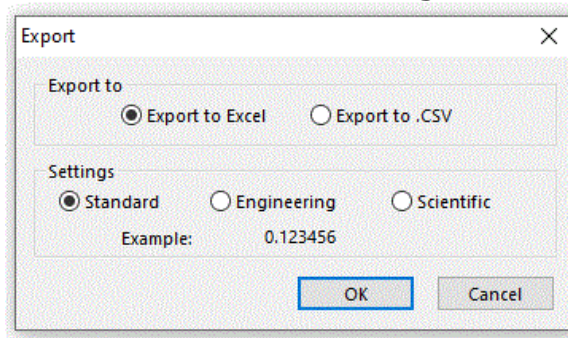 Export
Export to
Export to Excel Export to .CSV
Settings
Standard Engineering Scientific
Example: 0.123456
OK Cancel